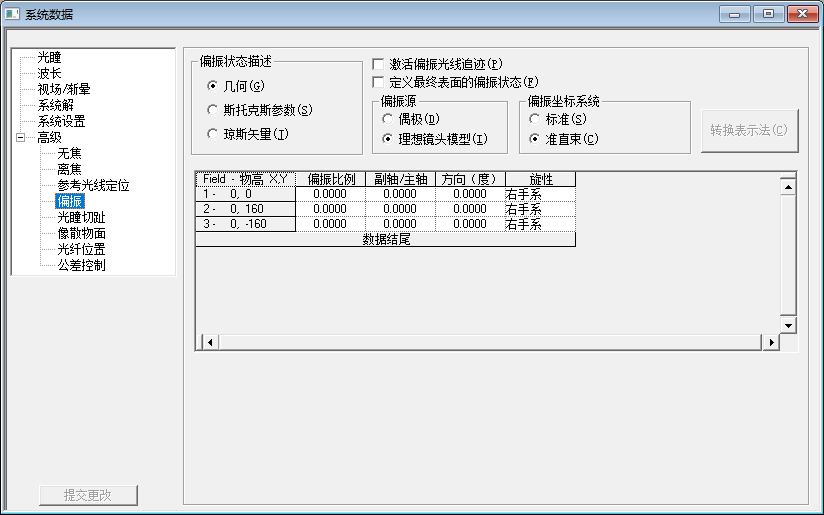 系统数据
光瞳
波长
视场/渐晕
系统解
系统设置
高级
无焦
离焦
参考光线定位
偏振
光瞳切趾
像散物面
光纤位置
公差控制
提交更改
偏振状态描述
几何(G)
斯托克斯参数(S)
琼斯矢量(I)
激活偏振光线追迹(P)
定义最终表面的偏振状态(F)
偏振源
偶极(D)
理想镜头模型(I)
偏振坐标系统
标准(S)
准直束(C)
转换表示法(C)
Field - 物高 X,Y 偏振比例 副轴/主轴 方向（度） 旋性
1 - 0, 0 0.0000 0.0000 0.0000 右手系
2 - 0, 160 0.0000 0.0000 0.0000 右手系
3 - 0, -160 0.0000 0.0000 0.0000 右手系
数据结尾